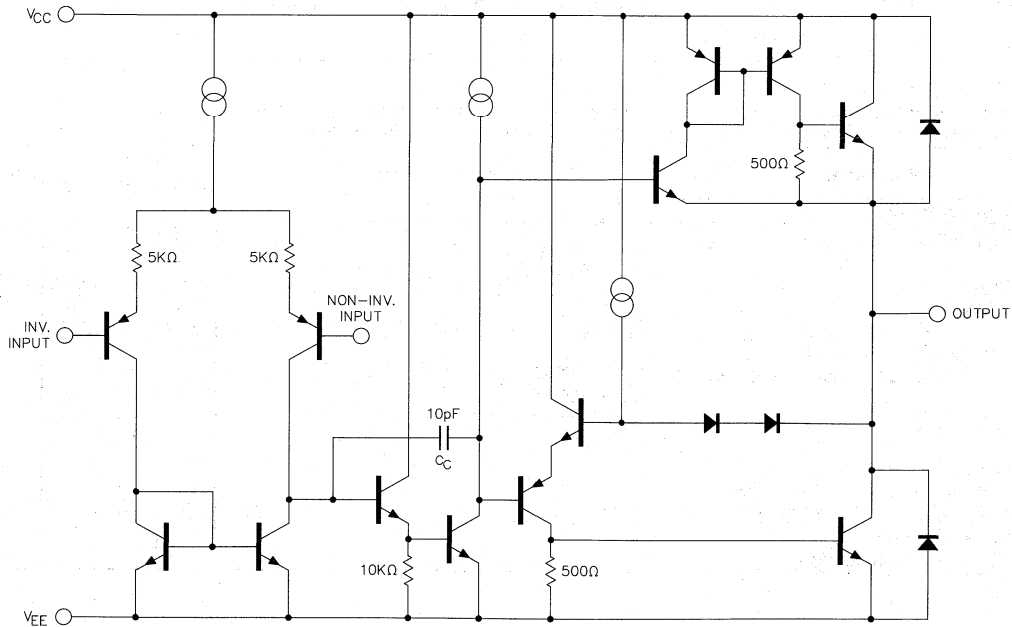 VCC
500Ω
5KΩ
5KΩ
INV.
INPUT
NON-INV.
INPUT
OUTPUT
10pF
CC
10KΩ
500Ω
VEE